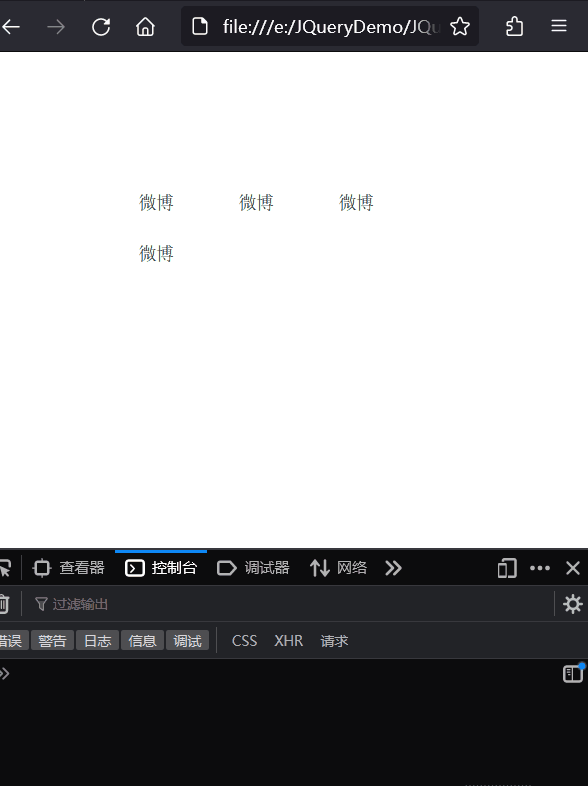 file:///e:/JQueryDemo/JQu
微博 微博 微博
微博
查看器 控制台 调试器 网络
过滤输出
错误 警告 日志 信息 调试 CSS XHR 请求